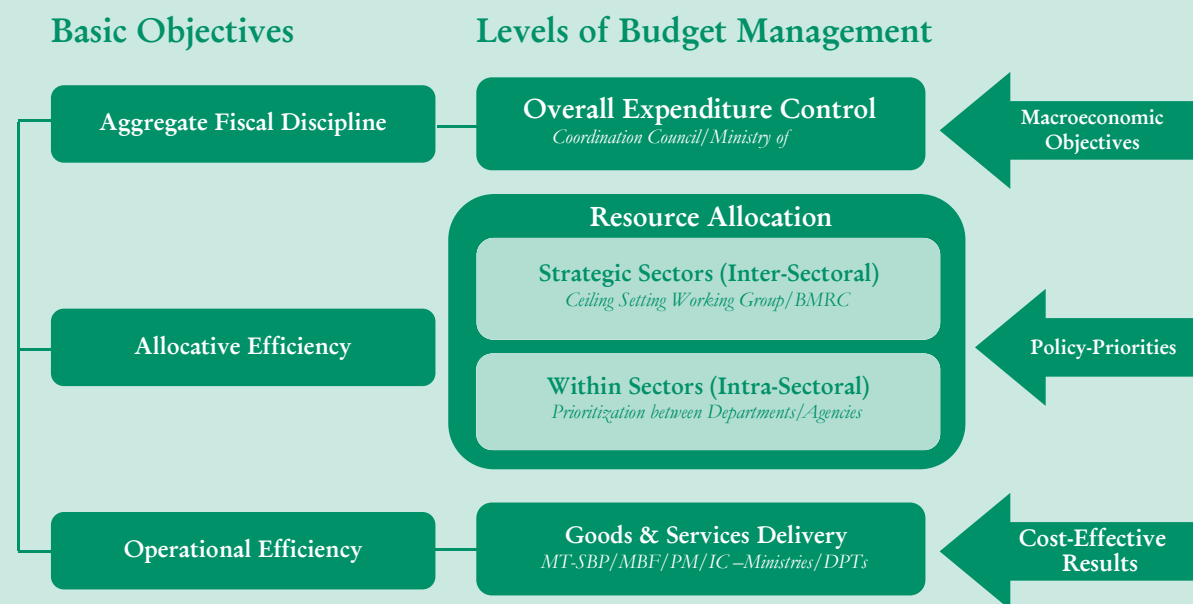 Basic Objectives
Levels of Budget Management
Aggregate Fiscal Discipline
Overall Expenditure Control
Coordination Council/Ministry of
Macroeconomic
Objectives
Resource Allocation
Strategic Sectors (Inter-Sectoral)
Ceiling Setting Working Group/BMRC
Allocative Efficiency
Policy-Priorities
Within Sectors (Intra-Sectoral)
Prioritization between Departments/Agencies
Operational Efficiency
Goods & Services Delivery
MT-SBP/MBF/PM/IC –Ministries/DPTs
Cost-Effective
Results